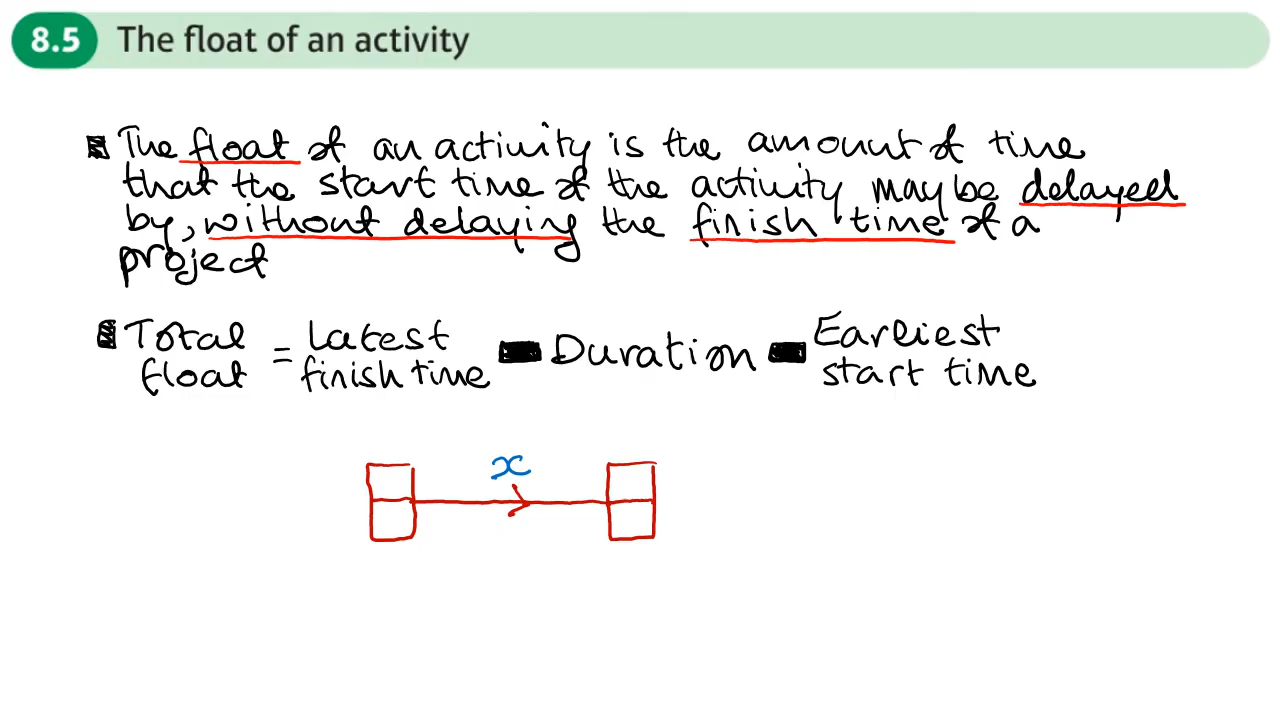 8.5 The float of an activity
The float of an activity is the amount of time
that the start time of the activity may be delayed
by, without delaying the finish time of a
project
Total float = Latest finish time - Duration - Earliest start time
x